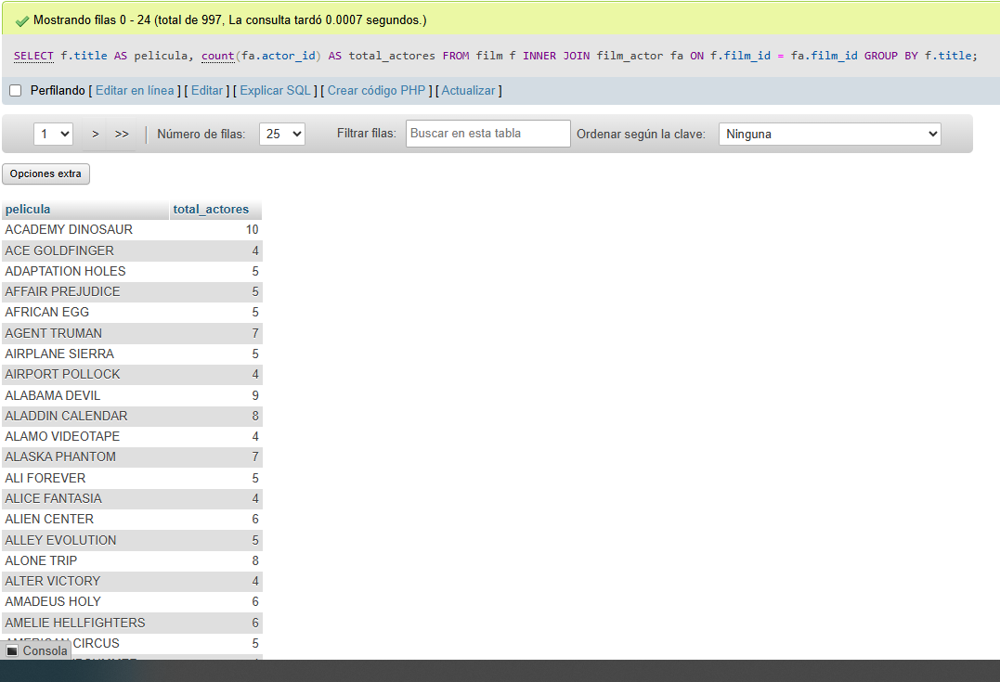 Mostrando filas 0 - 24 (total de 997, La consulta tardó 0.0007 segundos.)
SELECT f.title AS pelicula, count(fa.actor_id) AS total_actores FROM film f INNER JOIN film_actor fa ON f.film_id = fa.film_id GROUP BY f.title;
Perfilando [ Editar en línea ] [ Editar ] [ Explicar SQL ] [ Crear código PHP ] [ Actualizar ]
1 > >> Número de filas: 25 Filtrar filas: Buscar en esta tabla Ordenar según la clave: Ninguna
Opciones extra
pelicula total_actores
ACADEMY DINOSAUR 10
ACE GOLDFINGER 4
ADAPTATION HOLES 5
AFFAIR PREJUDICE 5
AFRICAN EGG 5
AGENT TRUMAN 7
AIRPLANE SIERRA 5
AIRPORT POLLOCK 4
ALABAMA DEVIL 9
ALADDIN CALENDAR 8
ALAMO VIDEOTAPE 4
ALASKA PHANTOM 7
ALI FOREVER 5
ALICE FANTASIA 4
ALIEN CENTER 6
ALLEY EVOLUTION 5
ALONE TRIP 8
ALTER VICTORY 4
AMADEUS HOLY 6
AMELIE HELLFIGHTERS 6
AMERICAN CIRCUS 5
Consola